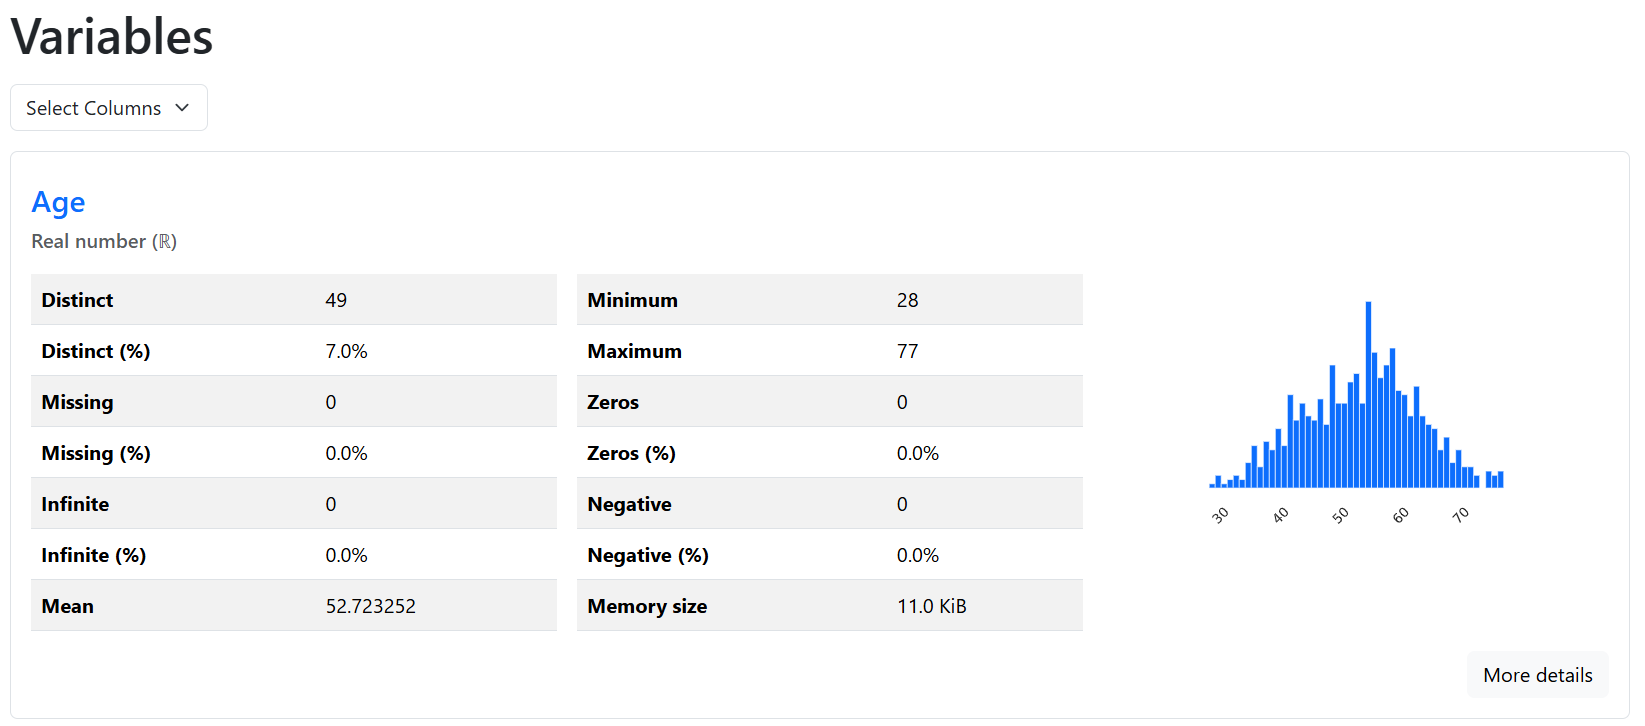 Variables
Select Columns
Age
Real number (ℝ)
Distinct 49
Distinct (%) 7.0%
Missing 0
Missing (%) 0.0%
Infinite 0
Infinite (%) 0.0%
Mean 52.723252
Minimum 28
Maximum 77
Zeros 0
Zeros (%) 0.0%
Negative 0
Negative (%) 0.0%
Memory size 11.0 KiB
30 40 50 60 70
More details